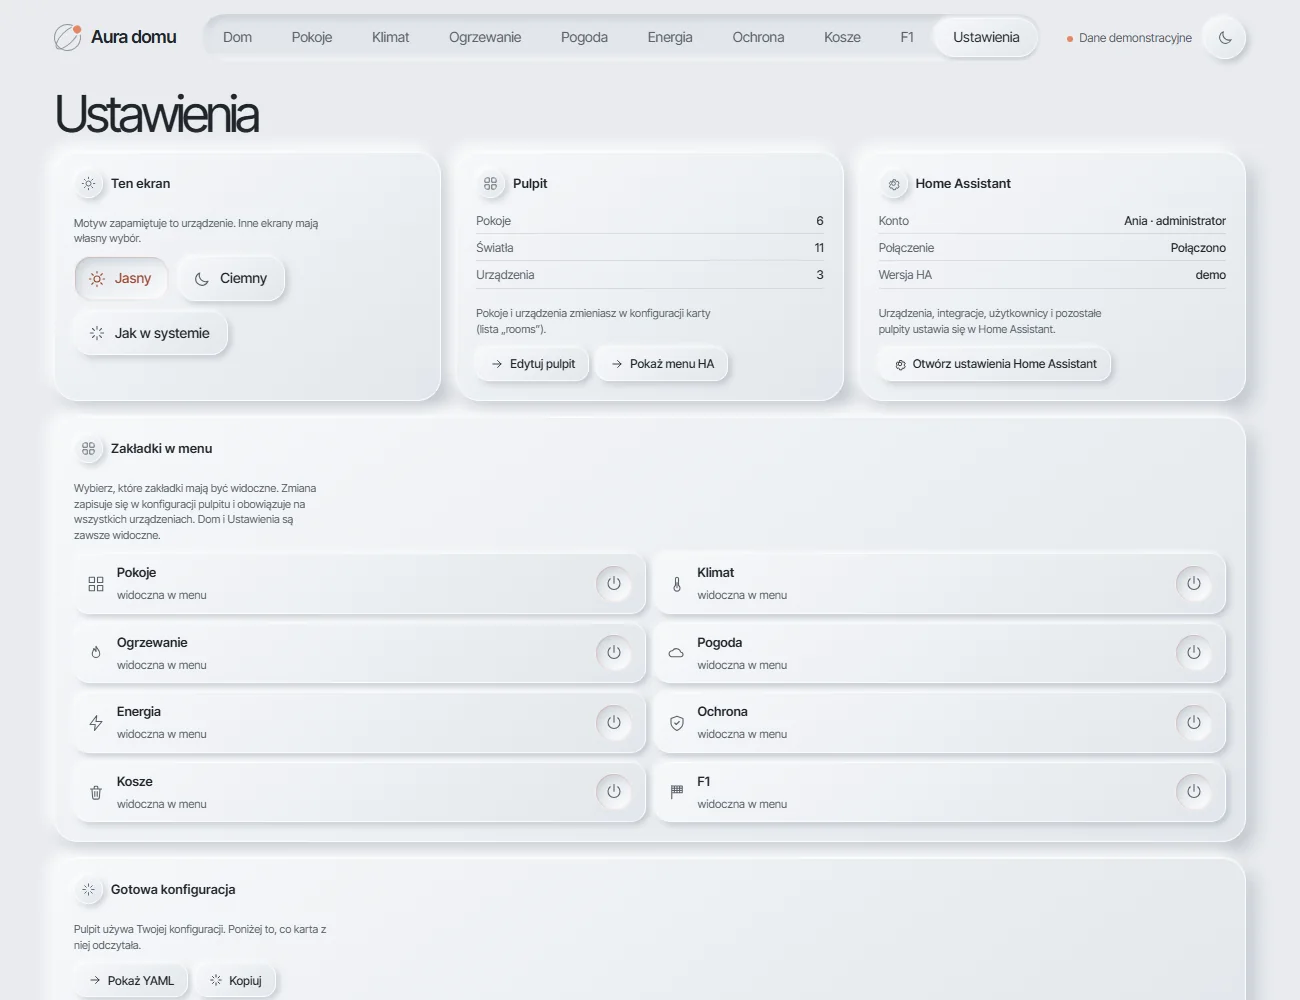 Aura domu
Dom
Pokoje
Klimat
Ogrzewanie
Pogoda
Energia
Ochrona
Kosze
F1
Ustawienia
Dane demonstracyjne
Ustawienia
Ten ekran
Motyw zapamiętuje to urządzenie. Inne ekrany mają
własny wybór.
Jasny
Ciemny
Jak w systemie
Pulpit
Pokoje 6
Światła 11
Urządzenia 3
Pokoje i urządzenia zmieniasz w konfiguracji karty
(lista „rooms”).
Edytuj pulpit
Pokaż menu HA
Home Assistant
Konto Ania · administrator
Połączenie Połączono
Wersja HA demo
Urządzenia, integracje, użytkownicy i pozostałe
pulpity ustawia się w Home Assistant.
Otwórz ustawienia Home Assistant
Zakładki w menu
Wybierz, które zakładki mają być widoczne. Zmiana
zapisuje się w konfiguracji pulpitu i obowiązuje na
wszystkich urządzeniach. Dom i Ustawienia są
zawsze widoczne.
Pokoje
widoczna w menu
Klimat
widoczna w menu
Ogrzewanie
widoczna w menu
Pogoda
widoczna w menu
Energia
widoczna w menu
Ochrona
widoczna w menu
Kosze
widoczna w menu
F1
widoczna w menu
Gotowa konfiguracja
Pulpit używa Twojej konfiguracji. Poniżej to, co karta z
niej odczytała.
Pokaż YAML
Kopiuj